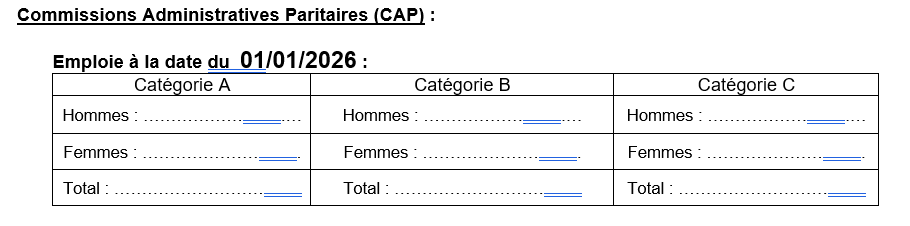 Commissions Administratives Paritaires (CAP) :
Emploie à la date du 01/01/2026 :
Catégorie A Catégorie B Catégorie C
Hommes : ........................ Hommes : ........................ Hommes : ........................
Femmes : ........................ Femmes : ........................ Femmes : ........................
Total : ........................ Total : ........................ Total : ........................